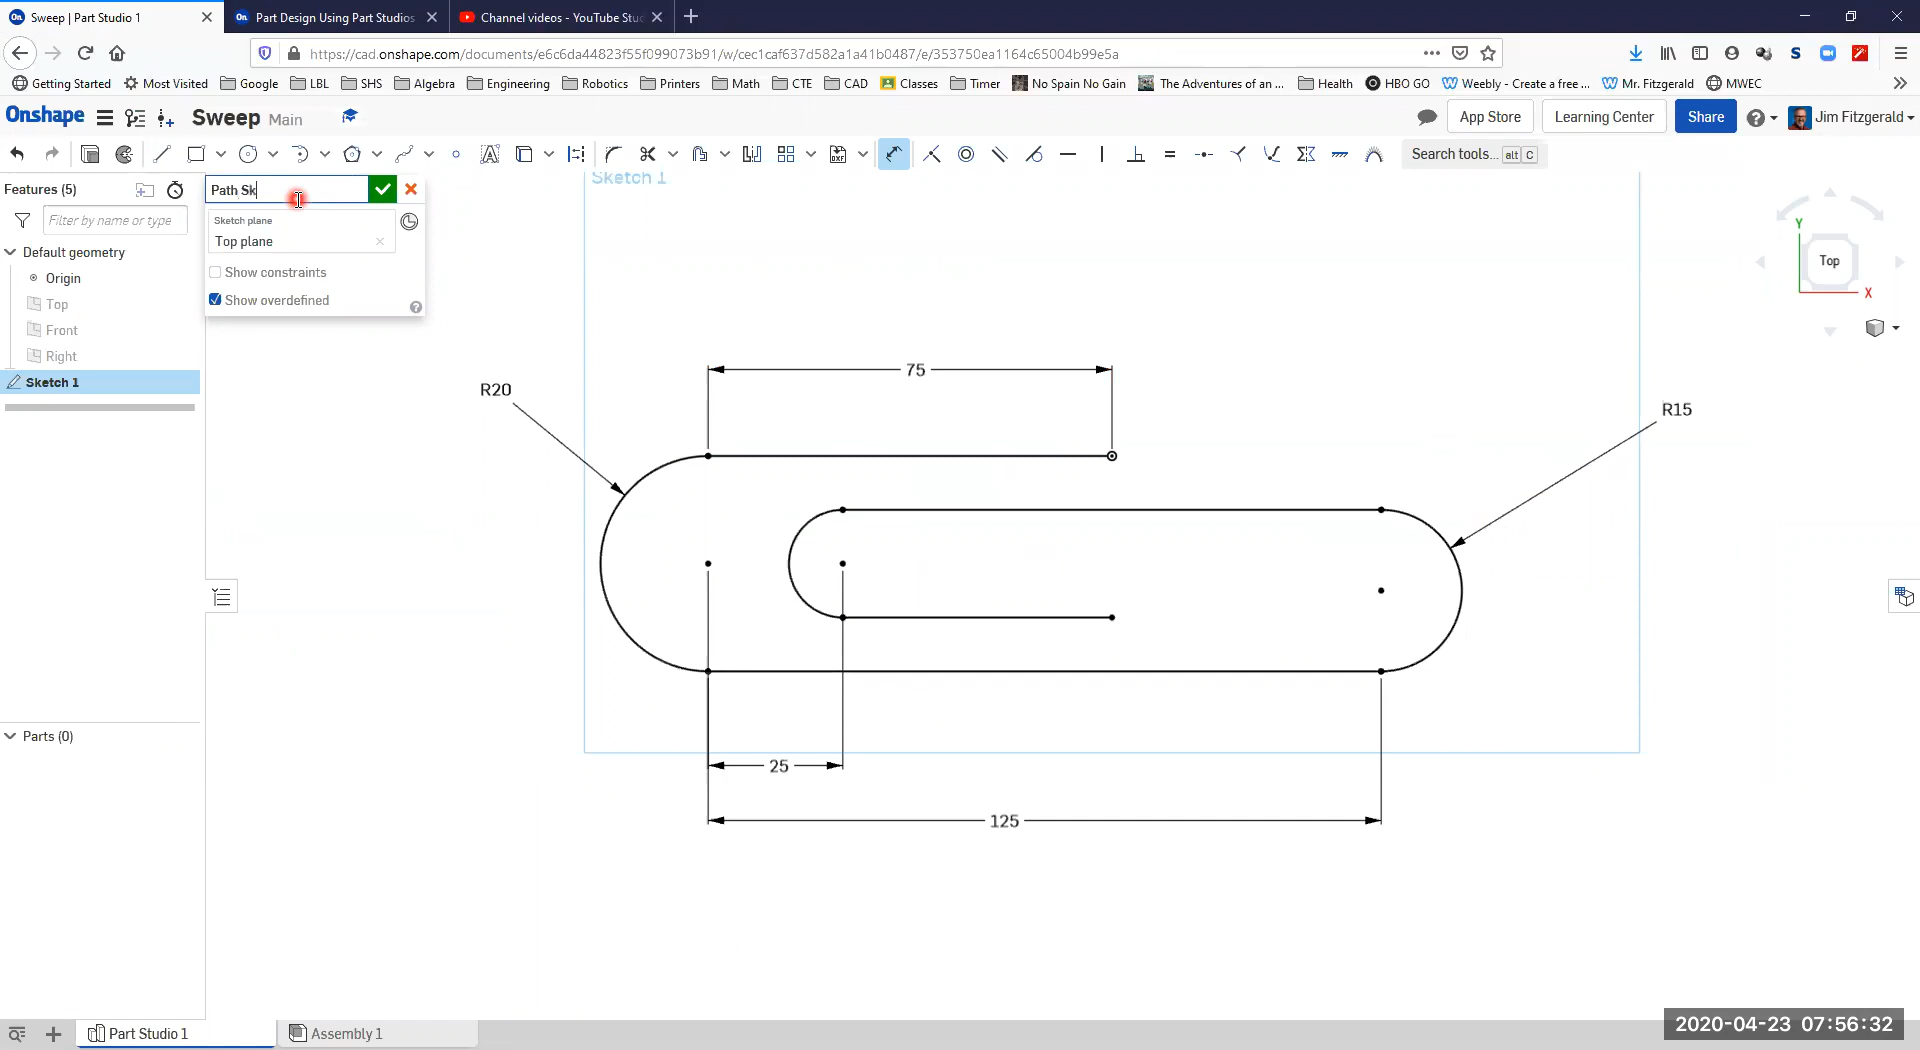 Sweep | Part Studio 1
Part Design Using Part Studios
Channel videos - YouTube Stu
https://cad.onshape.com/documents/e6c6da44823f55f099073b91/w/cec1caf637d582a1a41b0487/e/353750ea1164c65004b99e5a
Getting Started Most Visited Google LBL SHS Algebra Engineering Robotics Printers Math CTE CAD Classes Timer No Spain No Gain The Adventures of an ... Health HBO GO Weebly - Create a free ... Mr. Fitzgerald MWEC
Onshape Sweep Main App Store Learning Center Share Jim Fitzgerald
Search tools... alt C
Features (5)
Path Sk
Sketch 1
Filter by name or type
Sketch plane
Top plane
Default geometry
Show constraints
Origin
Show overdefined
Top
Front
Right
Sketch 1
Y
Top
X
75
R20
R15
25
125
Parts (0)
Part Studio 1
Assembly 1
2020-04-23 07:56:32